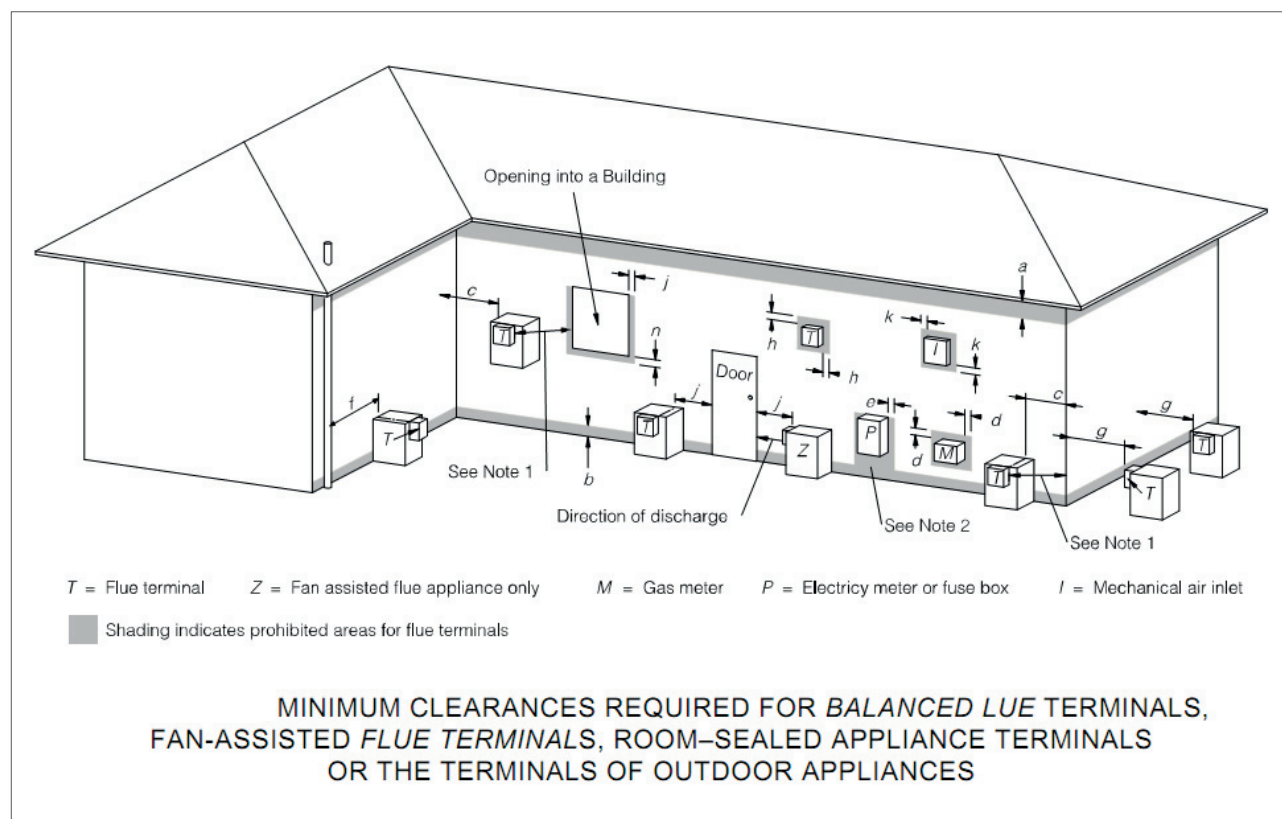 Opening into a Building
a
j
c
k
T
n
h
T
I
k
h
Door
c
j
j
e
d
g
f
T
T
P
g
T
Z
d
M
T
T
See Note 1
b
Direction of discharge
See Note 2
See Note 1
T = Flue terminal Z = Fan assisted flue appliance only M = Gas meter P = Electricy meter or fuse box I = Mechanical air inlet
Shading indicates prohibited areas for flue terminals
MINIMUM CLEARANCES REQUIRED FOR BALANCED LUE TERMINALS,
FAN-ASSISTED FLUE TERMINALS, ROOM–SEALED APPLIANCE TERMINALS
OR THE TERMINALS OF OUTDOOR APPLIANCES